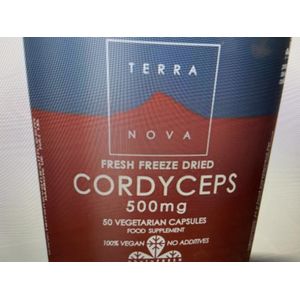 TERRA
NOVA
FRESH FREEZE DRIED
CORDYCEPS
500mg
50 VEGETARIAN CAPSULES
FOOD SUPPLEMENT
100% VEGAN NO ADDITIVES